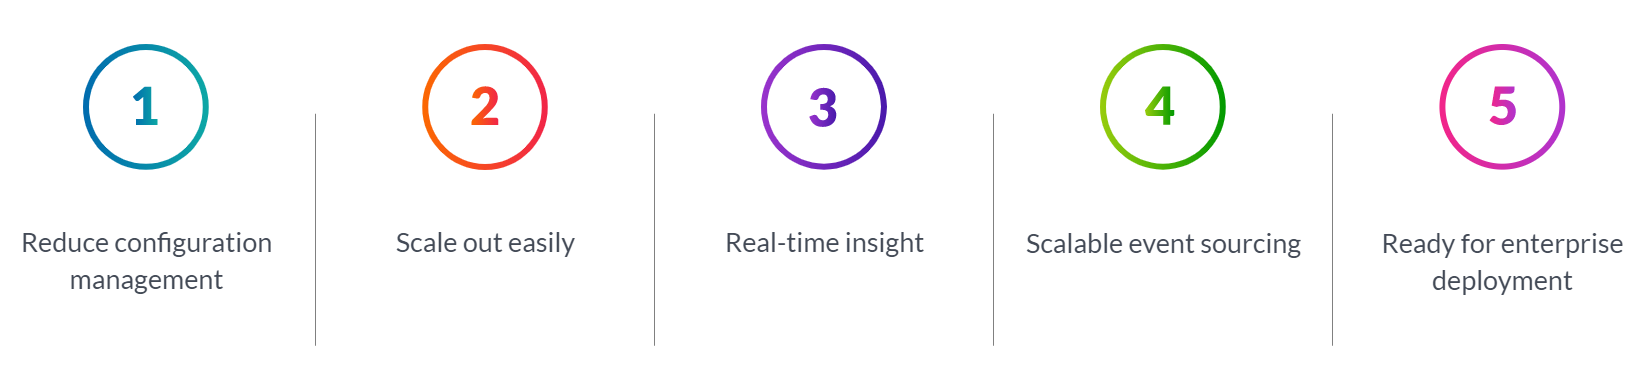 1
Reduce configuration
management
2
Scale out easily
3
Real-time insight
4
Scalable event sourcing
5
Ready for enterprise
deployment